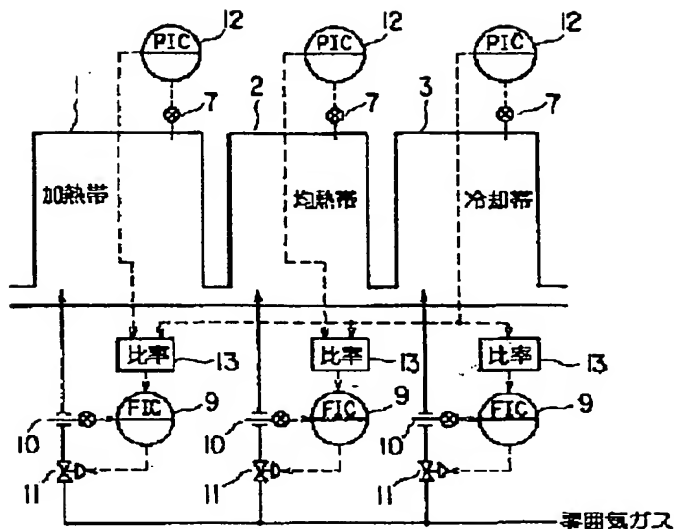 PIC 12 PIC 12 PIC 12
1 7 2 7 3 7
加熱帯 均熱帯 冷却帯
比率 13 比率 13 比率 13
FIC 9 FIC 9 FIC 9
10 10 10
11 11 11
雰囲気ガス